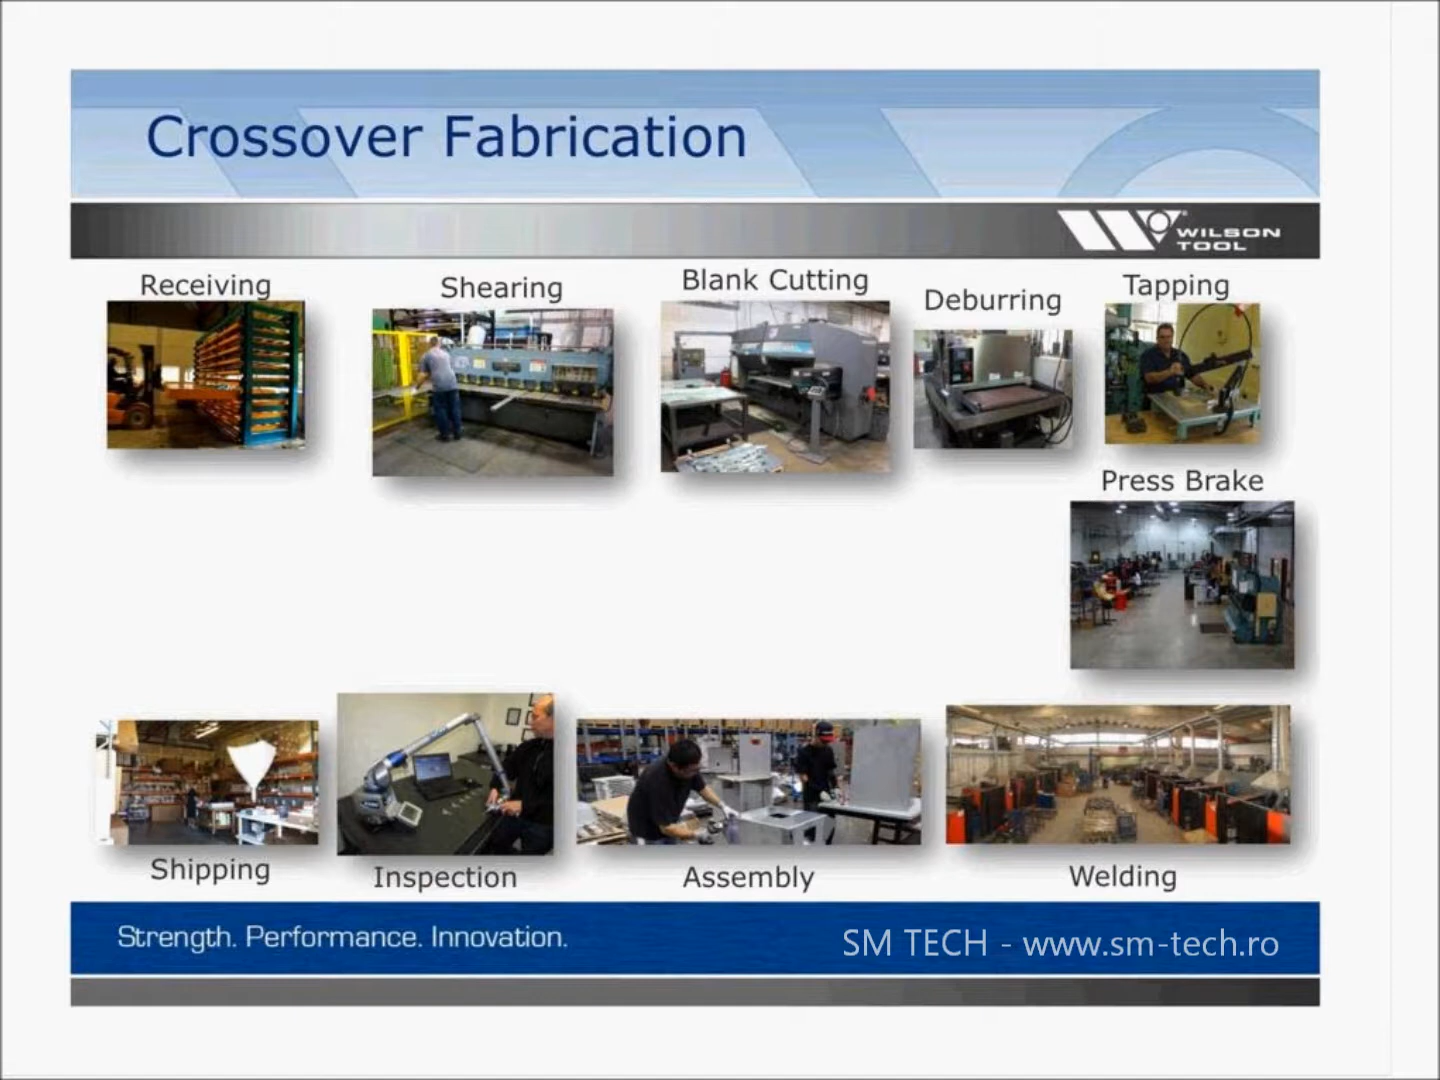 Crossover Fabrication
WILSON
TOOL
Receiving
Shearing
Blank Cutting
Deburring
Tapping
Press Brake
Shipping
Inspection
Assembly
Welding
Strength. Performance. Innovation.
SM TECH - www.sm-tech.ro